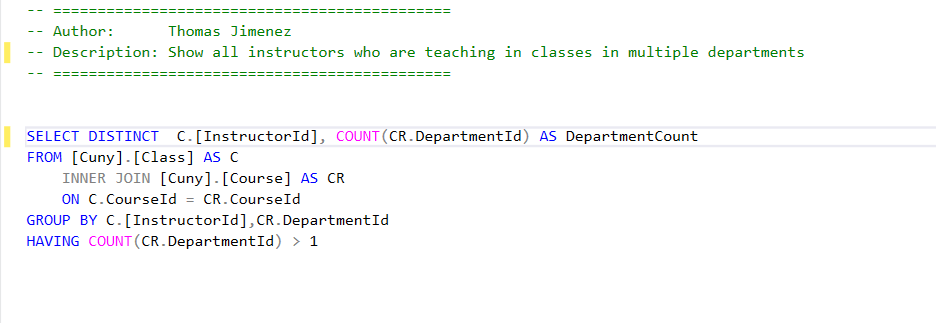 -- =============================================
-- Author:      Thomas Jimenez
-- Description: Show all instructors who are teaching in classes in multiple departments
-- =============================================
SELECT DISTINCT  C.[InstructorId], COUNT(CR.DepartmentId) AS DepartmentCount
FROM [Cuny].[Class] AS C
    INNER JOIN [Cuny].[Course] AS CR
    ON C.CourseId = CR.CourseId
GROUP BY C.[InstructorId],CR.DepartmentId
HAVING COUNT(CR.DepartmentId) > 1